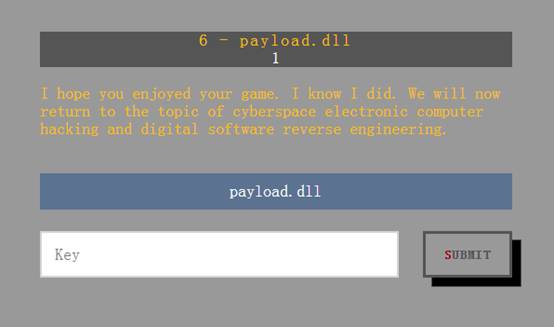 6 - payload.dll
1
I hope you enjoyed your game. I know I did. We will now
return to the topic of cyberspace electronic computer
hacking and digital software reverse engineering.
payload.dll
Key
SUBMIT